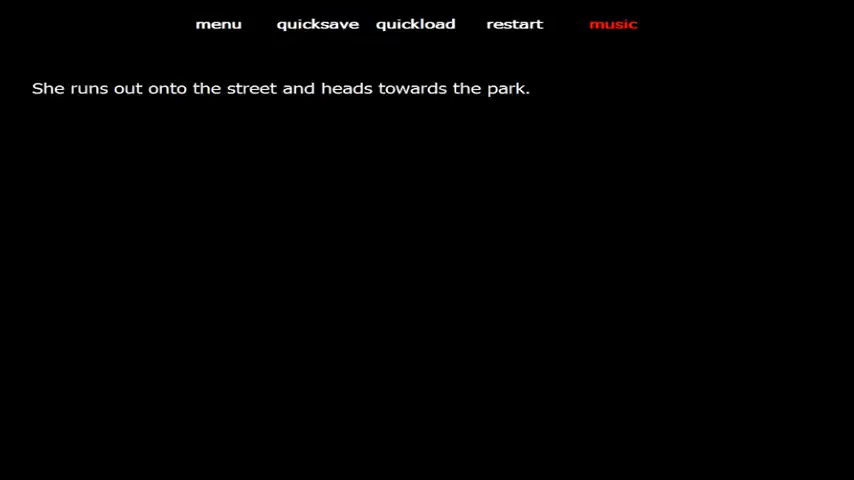 menu quicksave quickload restart music
She runs out onto the street and heads towards the park.